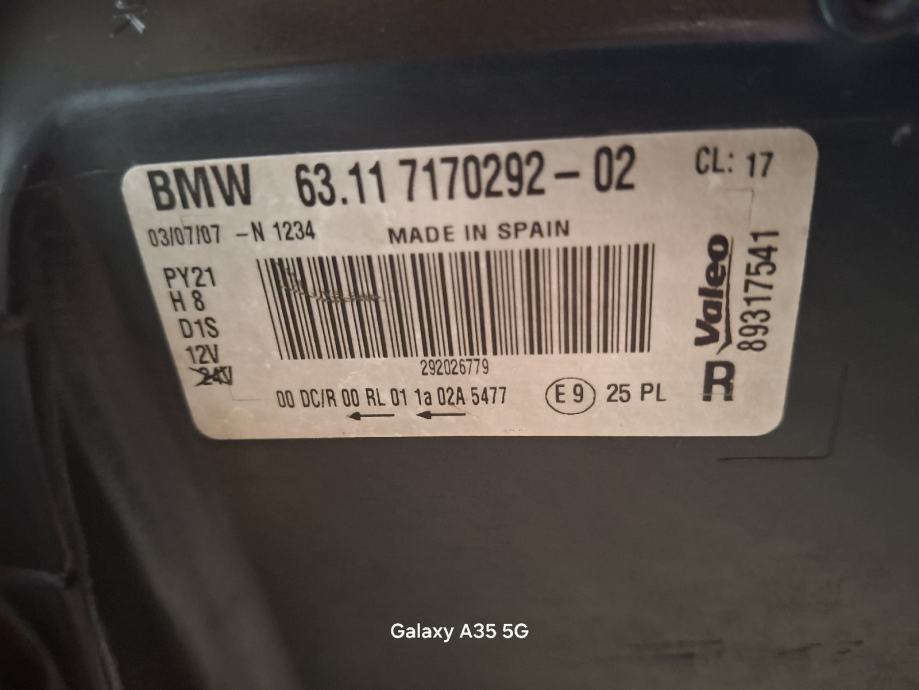 BMW 63.11 7170292-02 CL: 17
03/07/07 -N 1234 MADE IN SPAIN
PY21
H 8
D1S
12V
24V
292026779
00 DC/R 00 RL 01 1a 02A 5477 E 9 25 PL
Valeo
89317541
R
Galaxy A35 5G